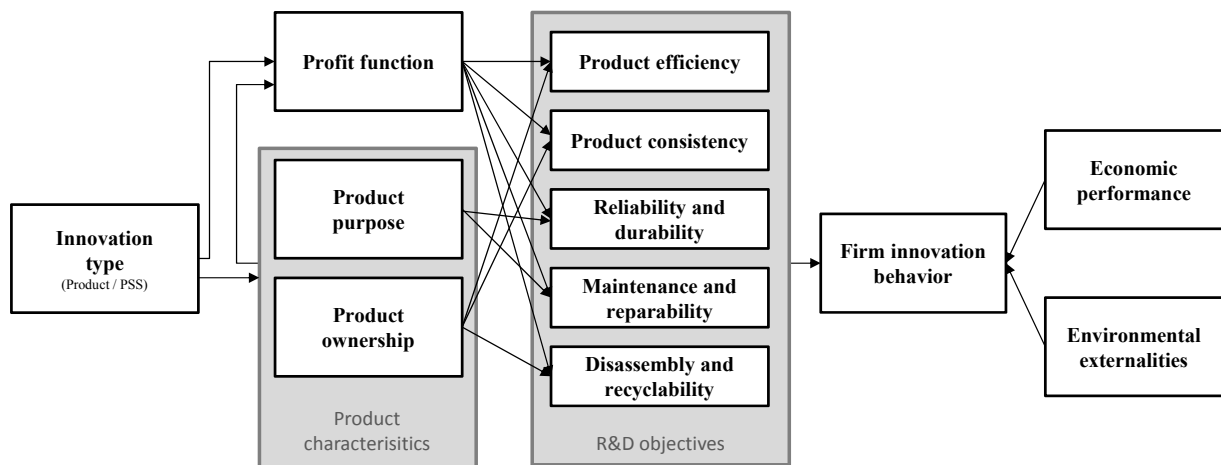 Innovation
type
(Product / PSS)
Profit function
Product
purpose
Product
ownership
Product
characterisitics
Product efficiency
Product consistency
Reliability and
durability
Maintenance and
reparability
Disassembly and
recyclability
R&D objectives
Firm innovation
behavior
Economic
performance
Environmental
externalities